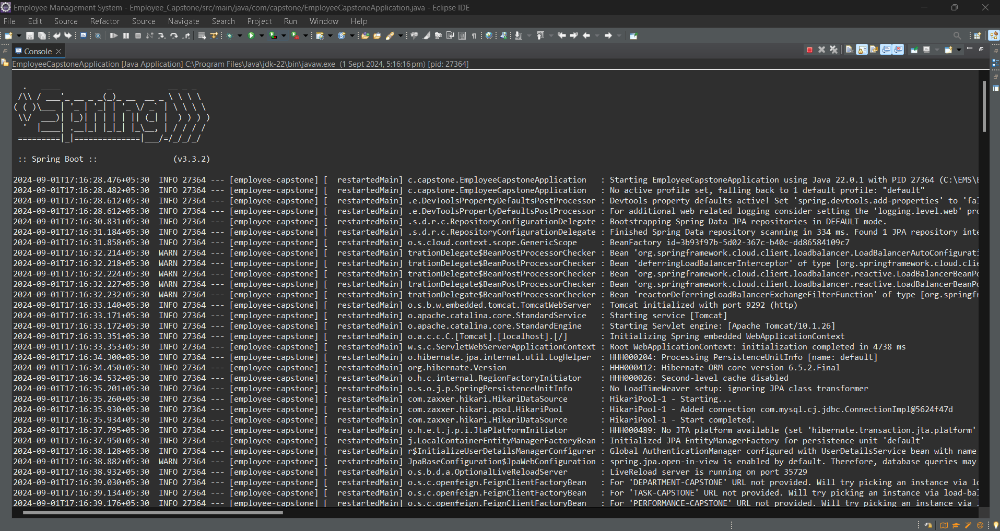 Employee Management System - Employee_Capstone/src/main/java/com/capstone/EmployeeCapstoneApplication.java - Eclipse IDE
File Edit Source Refactor Source Navigate Search Project Run Window Help
Console
EmployeeCapstoneApplication [Java Application] C:\Program Files\Java\jdk-22\bin\javaw.exe (1 Sept 2024, 5:16:16 pm) [pid: 27364]
Spring
:: Spring Boot :: (v3.3.2)
2024-09-01T17:16:28.476+05:30 INFO 27364 --- [employee-capstone] [ restartedMain] c.capstone.EmployeeCapstoneApplication : Starting EmployeeCapstoneApplication using Java 22.0.1 with PID 27364 (C:\EMS\E
2024-09-01T17:16:28.482+05:30 INFO 27364 --- [employee-capstone] [ restartedMain] c.capstone.EmployeeCapstoneApplication : No active profile set, falling back to 1 default profile: "default"
2024-09-01T17:16:28.612+05:30 INFO 27364 --- [employee-capstone] [ restartedMain] .e.DevToolsPropertyDefaultsPostProcessor : Devtools property defaults active! Set 'spring.devtools.add-properties' to 'fal
2024-09-01T17:16:28.612+05:30 INFO 27364 --- [employee-capstone] [ restartedMain] .e.DevToolsPropertyDefaultsPostProcessor : For additional web related logging consider setting the 'logging.level.web' pro
2024-09-01T17:16:30.831+05:30 INFO 27364 --- [employee-capstone] [ restartedMain] .s.d.r.c.RepositoryConfigurationDelegate : Bootstrapping Spring Data JPA repositories in DEFAULT mode.
2024-09-01T17:16:31.184+05:30 INFO 27364 --- [employee-capstone] [ restartedMain] .s.d.r.c.RepositoryConfigurationDelegate : Finished Spring Data repository scanning in 334 ms. Found 1 JPA repository inte
2024-09-01T17:16:31.858+05:30 INFO 27364 --- [employee-capstone] [ restartedMain] o.s.cloud.context.scope.GenericScope : BeanFactory id=3b93f97b-5d02-367c-b40c-dd86584109c7
2024-09-01T17:16:32.214+05:30 WARN 27364 --- [employee-capstone] [ restartedMain] trationDelegate$BeanPostProcessorChecker : Bean 'org.springframework.cloud.client.loadbalancer.LoadBalancerAutoConfigurati
2024-09-01T17:16:32.218+05:30 WARN 27364 --- [employee-capstone] [ restartedMain] trationDelegate$BeanPostProcessorChecker : Bean 'deferringLoadBalancerInterceptor' of type [org.springframework.cloud.clie
2024-09-01T17:16:32.224+05:30 WARN 27364 --- [employee-capstone] [ restartedMain] trationDelegate$BeanPostProcessorChecker : Bean 'org.springframework.cloud.client.loadbalancer.reactive.LoadBalancerBeanPo
2024-09-01T17:16:32.227+05:30 WARN 27364 --- [employee-capstone] [ restartedMain] trationDelegate$BeanPostProcessorChecker : Bean 'org.springframework.cloud.client.loadbalancer.reactive.LoadBalancerBeanPo
2024-09-01T17:16:32.232+05:30 WARN 27364 --- [employee-capstone] [ restartedMain] trationDelegate$BeanPostProcessorChecker : Bean 'reactorDeferringLoadBalancerExchangeFilterFunction' of type [org.springfr
2024-09-01T17:16:33.140+05:30 INFO 27364 --- [employee-capstone] [ restartedMain] o.s.b.w.embedded.tomcat.TomcatWebServer : Tomcat initialized with port 9292 (http)
2024-09-01T17:16:33.171+05:30 INFO 27364 --- [employee-capstone] [ restartedMain] o.apache.catalina.core.StandardService : Starting service [Tomcat]
2024-09-01T17:16:33.172+05:30 INFO 27364 --- [employee-capstone] [ restartedMain] o.apache.catalina.core.StandardEngine : Starting Servlet engine: [Apache Tomcat/10.1.26]
2024-09-01T17:16:33.351+05:30 INFO 27364 --- [employee-capstone] [ restartedMain] o.a.c.c.C.[Tomcat].[localhost].[/] : Initializing Spring embedded WebApplicationContext
2024-09-01T17:16:33.353+05:30 INFO 27364 --- [employee-capstone] [ restartedMain] w.s.c.ServletWebServerApplicationContext : Root WebApplicationContext: initialization completed in 4738 ms
2024-09-01T17:16:34.300+05:30 INFO 27364 --- [employee-capstone] [ restartedMain] o.hibernate.jpa.internal.util.LogHelper : HHH000204: Processing PersistenceUnitInfo [name: default]
2024-09-01T17:16:34.450+05:30 INFO 27364 --- [employee-capstone] [ restartedMain] org.hibernate.Version : HHH000412: Hibernate ORM core version 6.5.2.Final
2024-09-01T17:16:34.532+05:30 INFO 27364 --- [employee-capstone] [ restartedMain] o.h.c.internal.RegionFactoryInitiator : HHH000026: Second-level cache disabled
2024-09-01T17:16:35.201+05:30 INFO 27364 --- [employee-capstone] [ restartedMain] o.s.o.j.p.SpringPersistenceUnitInfo : No LoadTimeWeaver setup: ignoring JPA class transformer
2024-09-01T17:16:35.260+05:30 INFO 27364 --- [employee-capstone] [ restartedMain] com.zaxxer.hikari.HikariDataSource : HikariPool-1 - Starting...
2024-09-01T17:16:35.930+05:30 INFO 27364 --- [employee-capstone] [ restartedMain] com.zaxxer.hikari.pool.HikariPool : HikariPool-1 - Added connection com.mysql.cj.jdbc.ConnectionImpl@5624f47d
2024-09-01T17:16:35.934+05:30 INFO 27364 --- [employee-capstone] [ restartedMain] com.zaxxer.hikari.HikariDataSource : HikariPool-1 - Start completed.
2024-09-01T17:16:37.795+05:30 INFO 27364 --- [employee-capstone] [ restartedMain] o.h.e.t.j.p.i.JtaPlatformInitiator : HHH000489: No JTA platform available (set 'hibernate.transaction.jta.platform'
2024-09-01T17:16:37.950+05:30 INFO 27364 --- [employee-capstone] [ restartedMain] j.LocalContainerEntityManagerFactoryBean : Initialized JPA EntityManagerFactory for persistence unit 'default'
2024-09-01T17:16:38.128+05:30 INFO 27364 --- [employee-capstone] [ restartedMain] r$InitializeUserDetailsManagerConfigurer : Global AuthenticationManager configured with UserDetailsService bean with name
2024-09-01T17:16:38.882+05:30 WARN 27364 --- [employee-capstone] [ restartedMain] JpaBaseConfiguration$JpaWebConfiguration : spring.jpa.open-in-view is enabled by default. Therefore, database queries may
2024-09-01T17:16:38.932+05:30 INFO 27364 --- [employee-capstone] [ restartedMain] o.s.b.d.a.OptionalLiveReloadServer : LiveReload server is running on port 35729
2024-09-01T17:16:39.030+05:30 INFO 27364 --- [employee-capstone] [ restartedMain] o.s.c.openfeign.FeignClientFactoryBean : For 'DEPARTMENT-CAPSTONE' URL not provided. Will try picking an instance via lo
2024-09-01T17:16:39.134+05:30 INFO 27364 --- [employee-capstone] [ restartedMain] o.s.c.openfeign.FeignClientFactoryBean : For 'TASK-CAPSTONE' URL not provided. Will try picking an instance via load-bal
2024-09-01T17:16:39.176+05:30 INFO 27364 --- [employee-capstone] [ restartedMain] o.s.c.openfeign.FeignClientFactoryBean : For 'PERFORMANCE-CAPSTONE' URL not provided. Will try picking an instance via l